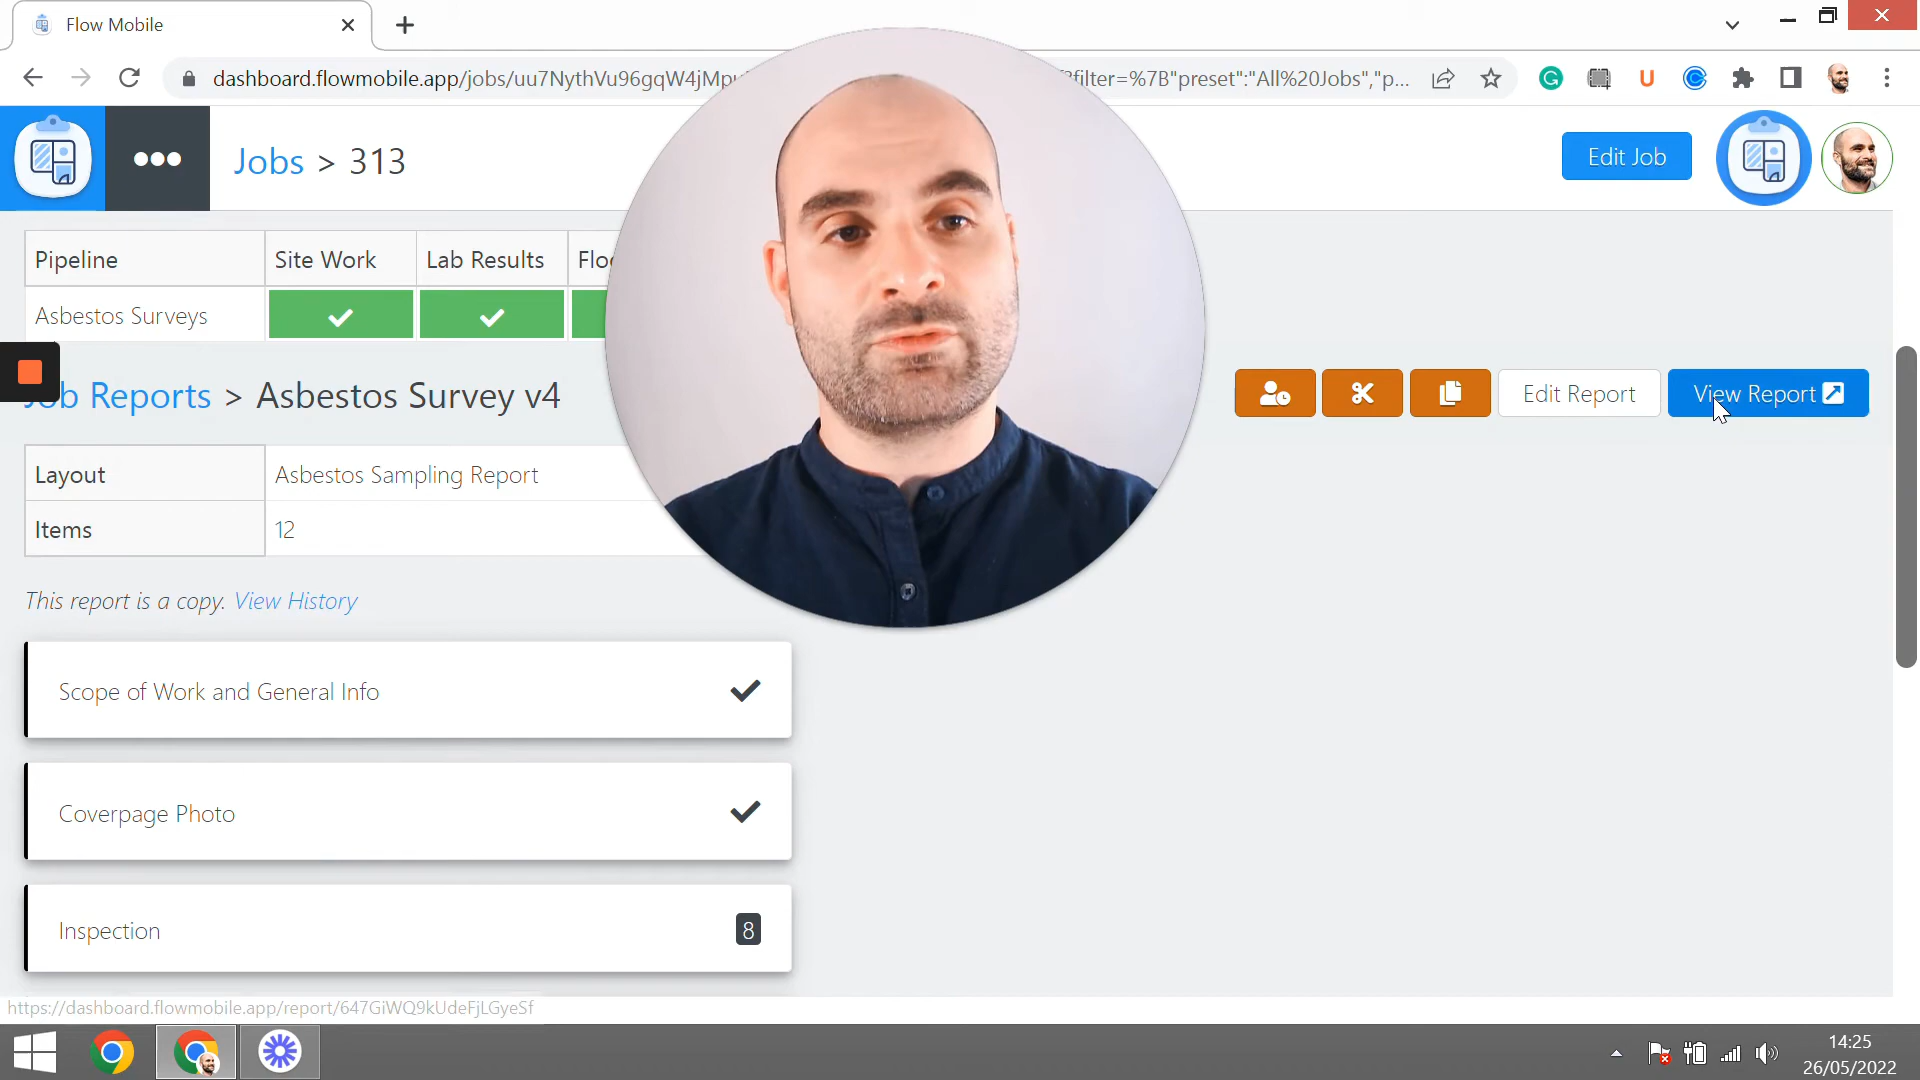 Flow Mobile
dashboard.flowmobile.app/jobs/uu7NythVu96gqW4jMp filter=%7B"preset":"All%20Jobs","p...
Jobs > 313
Edit Job
Pipeline Site Work Lab Results
Asbestos Surveys
Job Reports > Asbestos Survey v4
Edit Report View Report
Layout Asbestos Sampling Report
Items 12
This report is a copy. View History
Scope of Work and General Info
Coverpage Photo
Inspection 8
https://dashboard.flowmobile.app/report/647GiWQ9kUdeFjLGyeSf
14:25
26/05/2022